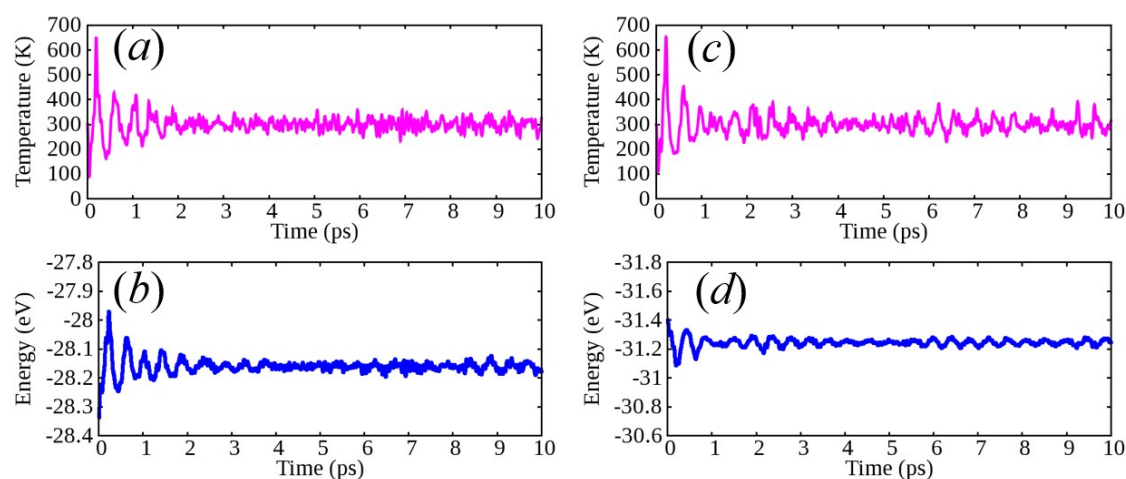 700
600
500
400
300
200
100
0
Temperature (K)
(a)
0 1 2 3 4 5 6 7 8 9 10
Time (ps)
700
600
500
400
300
200
100
0
Temperature (K)
(c)
0 1 2 3 4 5 6 7 8 9 10
Time (ps)
-27.8
-27.9
-28
-28.1
-28.2
-28.3
-28.4
Energy (eV)
(b)
0 1 2 3 4 5 6 7 8 9 10
Time (ps)
-31.8
-31.6
-31.4
-31.2
-31
-30.8
-30.6
Energy (eV)
(d)
0 1 2 3 4 5 6 7 8 9 10
Time (ps)